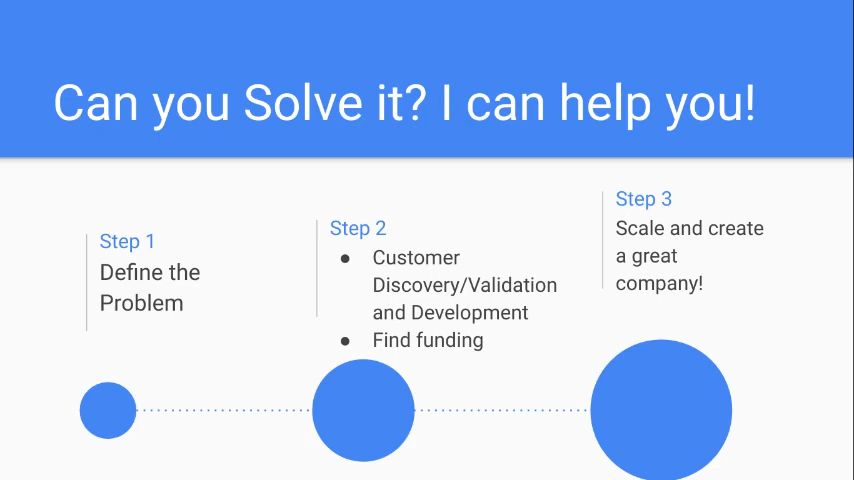 Can you Solve it? I can help you!
Step 1
Define the
Problem
Step 2
● Customer
Discovery/Validation
and Development
● Find funding
Step 3
Scale and create
a great
company!